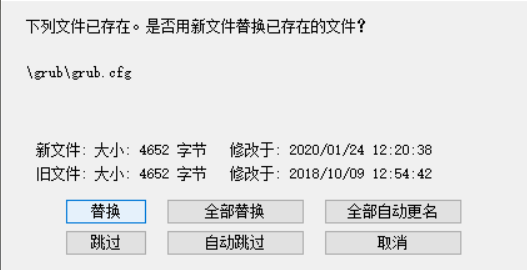 下列文件已存在。是否用新文件替换已存在的文件?
\grub\grub.cfg
新文件: 大小: 4652 字节 修改于: 2020/01/24 12:20:38
旧文件: 大小: 4652 字节 修改于: 2018/10/09 12:54:42
替换 全部替换 全部自动更名
跳过 自动跳过 取消